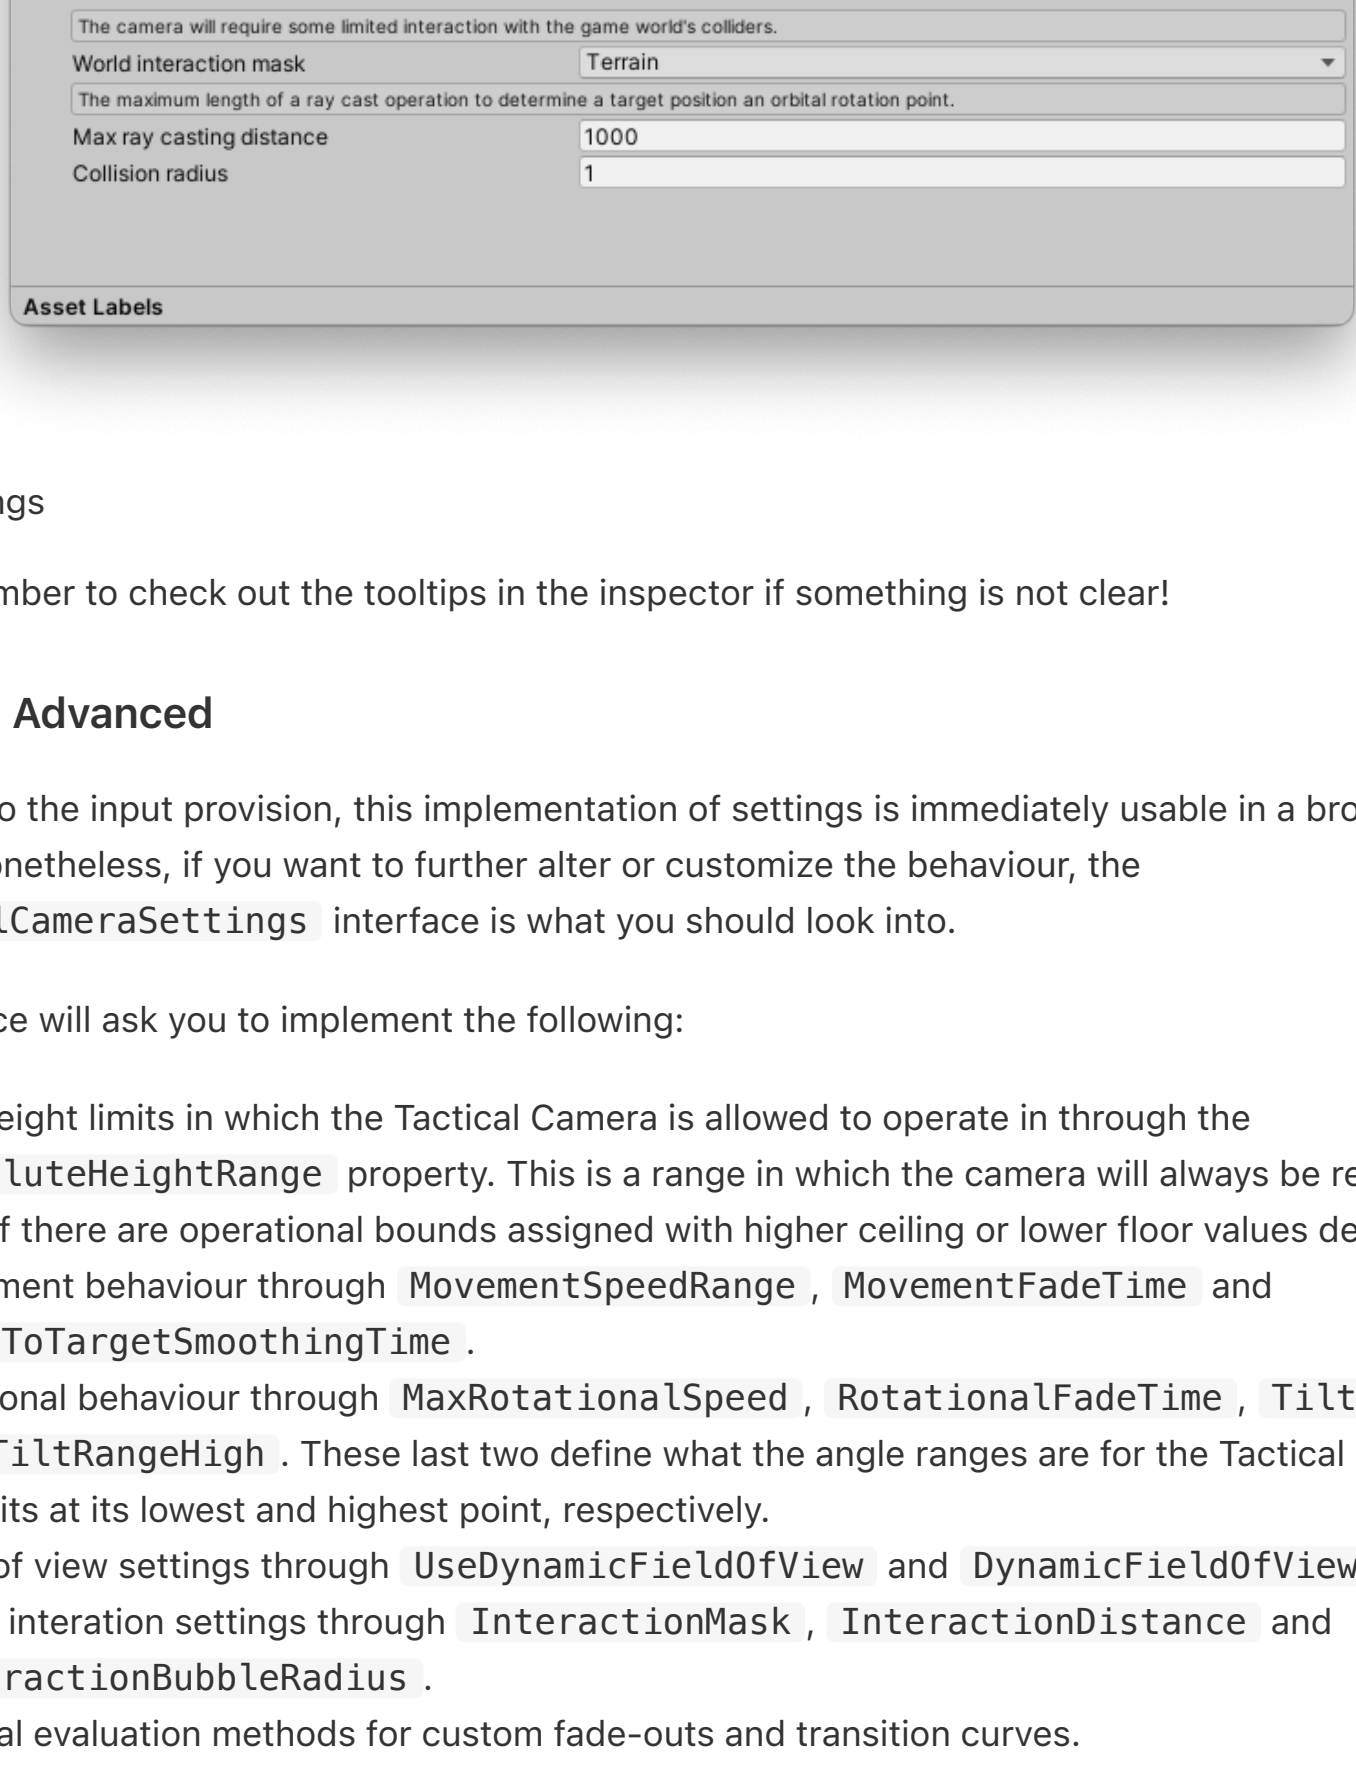 The camera will require some limited interaction with the game world's colliders.
World interaction mask Terrain
The maximum length of a ray cast operation to determine a target position an orbital rotation point.
Max ray casting distance 1000
Collision radius 1
Asset Labels
ngs
mber to check out the tooltips in the inspector if something is not clear!
Advanced
o the input provision, this implementation of settings is immediately usable in a bro
onetheless, if you want to further alter or customize the behaviour, the
lCameraSettings interface is what you should look into.
ce will ask you to implement the following:
eight limits in which the Tactical Camera is allowed to operate in through the
luteHeightRange property. This is a range in which the camera will always be re
f there are operational bounds assigned with higher ceiling or lower floor values de
ment behaviour through MovementSpeedRange, MovementFadeTime and
ToTargetSmoothingTime.
onal behaviour through MaxRotationalSpeed, RotationalFadeTime, Tilt
TiltRangeHigh. These last two define what the angle ranges are for the Tactical
its at its lowest and highest point, respectively.
of view settings through UseDynamicFieldOfView and DynamicFieldOfView
interation settings through InteractionMask, InteractionDistance and
ractionBubbleRadius.
al evaluation methods for custom fade-outs and transition curves.